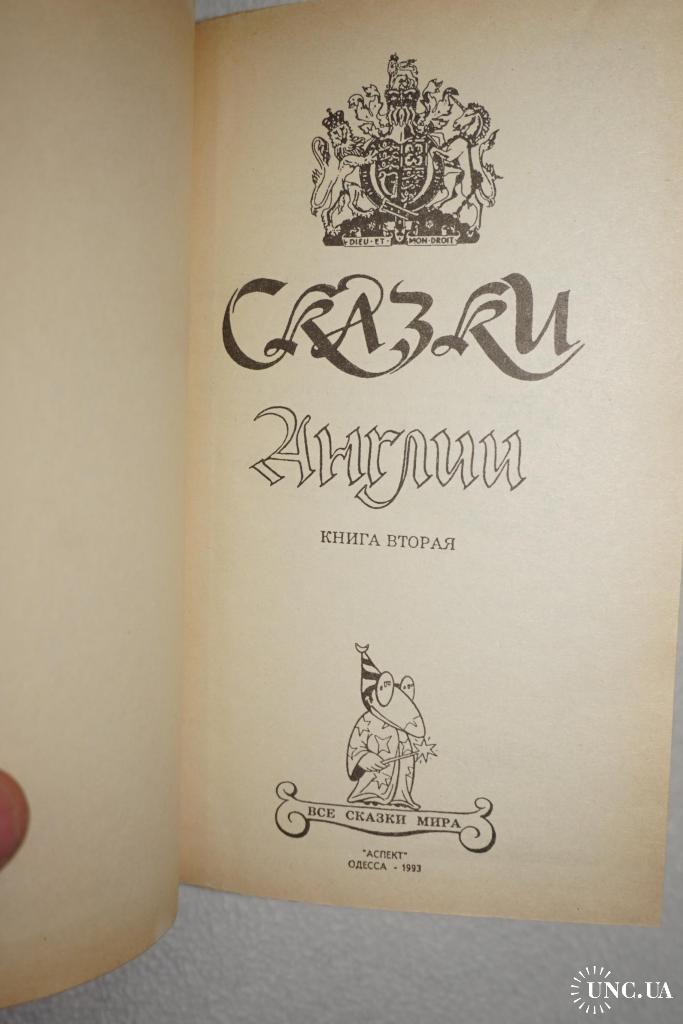 DIEU · ET · MON · DROIT
Сказки
Англии
КНИГА ВТОРАЯ
ВСЕ СКАЗКИ МИРА
"АСПЕКТ"
ОДЕССА - 1993
UNC.UA